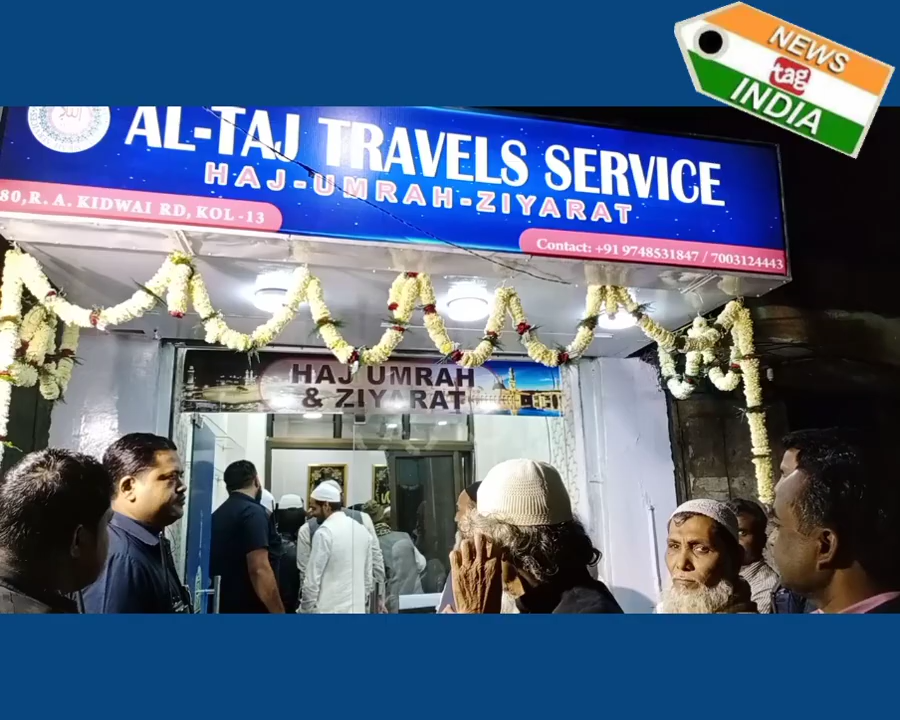 NEWS
tag
INDIA
AL-TAJ TRAVELS SERVICE
HAJ-UMRAH-ZIYARAT
80, R. A. KIDWAI RD, KOL -13
Contact: +91 9748531847 / 7003124443
HAJ UMRAH
& ZIYARAT